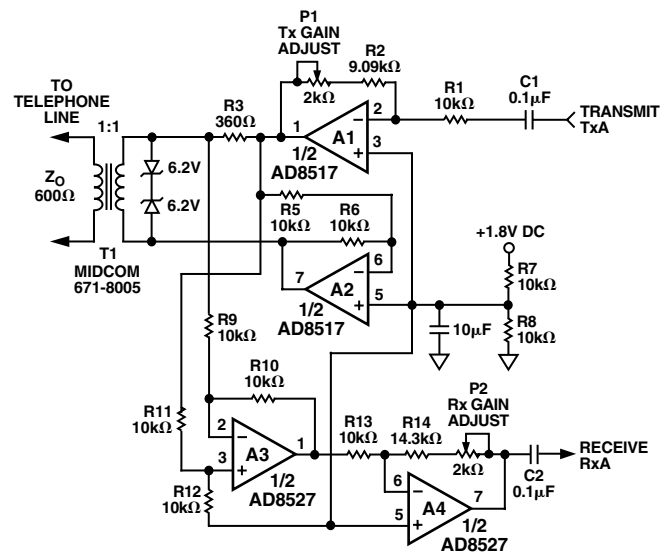 P1
Tx GAIN
ADJUST
2kΩ
R2
9.09kΩ
R1
10kΩ
C1
0.1μF
TRANSMIT
TxA
TO
TELEPHONE
LINE
1:1
R3
360Ω
1
A1
2
3
1/2
AD8517
6.2V
6.2V
ZO
600Ω
T1
MIDCOM
671-8005
R5
10kΩ
R6
10kΩ
7
A2
6
5
1/2
AD8517
+1.8V DC
R7
10kΩ
R8
10kΩ
10μF
R9
10kΩ
R10
10kΩ
R11
10kΩ
R12
10kΩ
2
3
A3
1
1/2
AD8527
R13
10kΩ
R14
14.3kΩ
P2
Rx GAIN
ADJUST
2kΩ
6
5
A4
7
1/2
AD8527
C2
0.1μF
RECEIVE
RxA